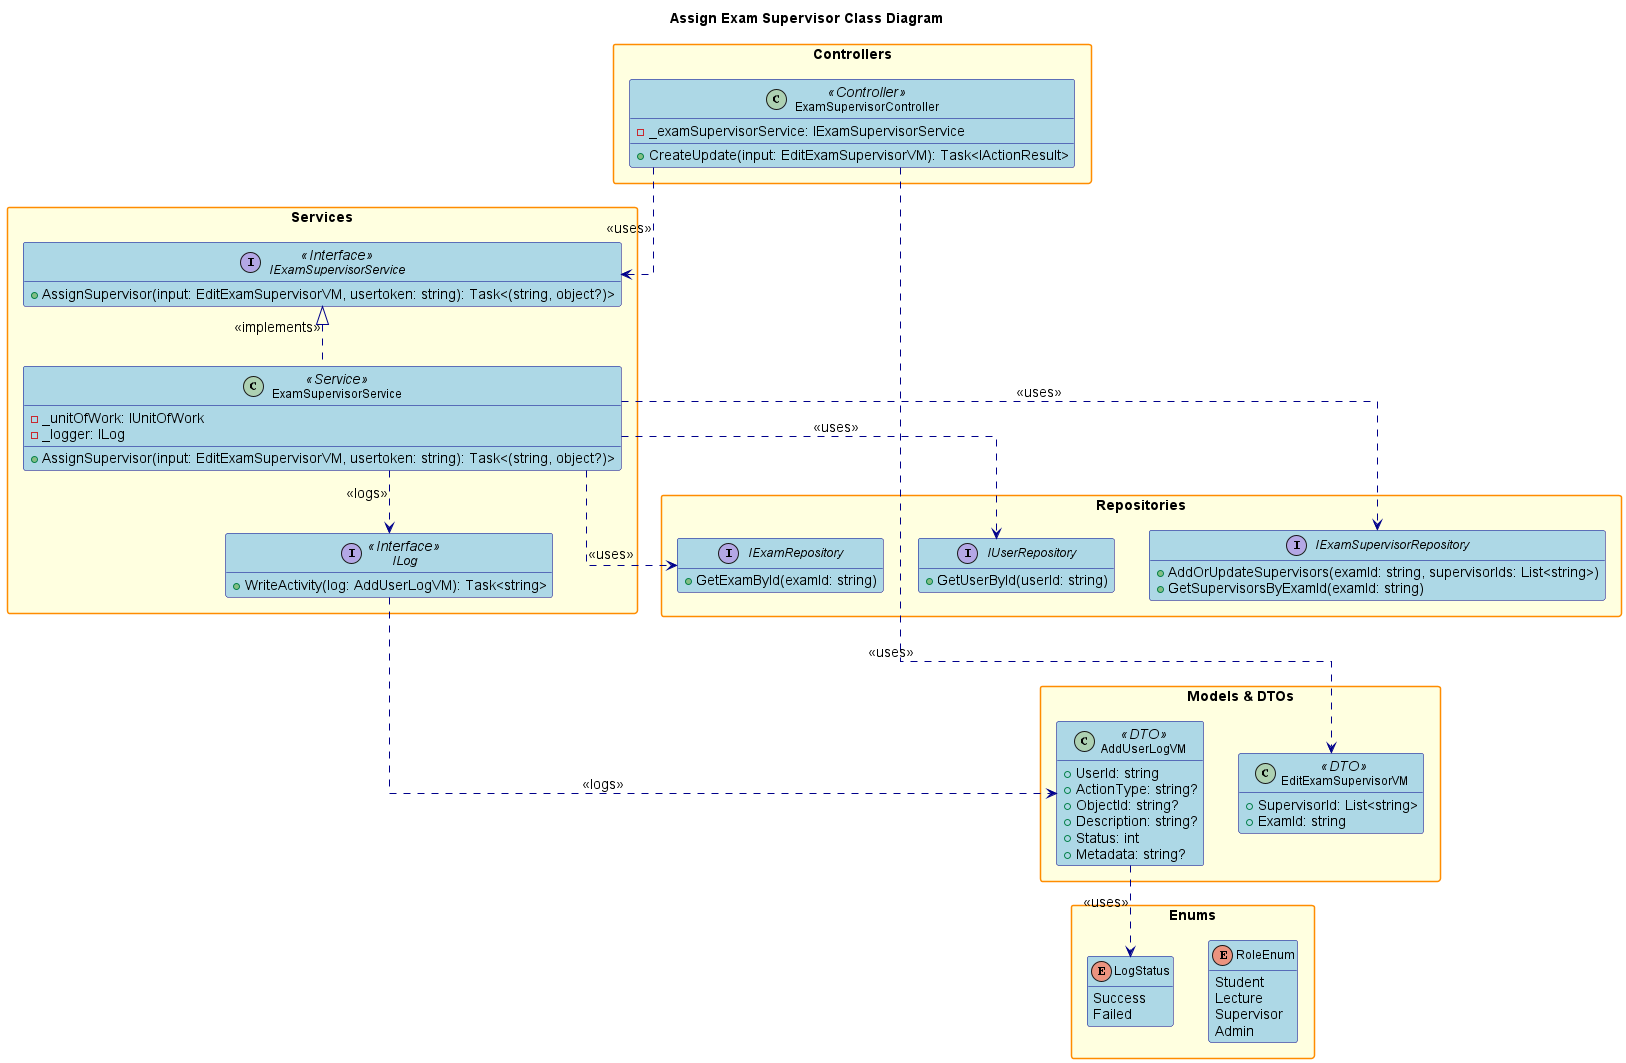 Assign Exam Supervisor Class Diagram
Controllers
C
«Controller»
ExamSupervisorController
_examSupervisorService: IExamSupervisorService
CreateUpdate(input: EditExamSupervisorVM): Task<IActionResult>
Services
«uses»
I
«Interface»
IExamSupervisorService
AssignSupervisor(input: EditExamSupervisorVM, usertoken: string): Task<(string, object?)>
«implements»
C
«Service»
ExamSupervisorService
_unitOfWork: IUnitOfWork
_logger: ILog
AssignSupervisor(input: EditExamSupervisorVM, usertoken: string): Task<(string, object?)>
«uses»
«uses»
«logs»
«uses»
I
«Interface»
ILog
WriteActivity(log: AddUserLogVM): Task<string>
Repositories
I
IExamRepository
GetExamById(examId: string)
I
IUserRepository
GetUserById(userId: string)
I
IExamSupervisorRepository
AddOrUpdateSupervisors(examId: string, supervisorIds: List<string>)
GetSupervisorsByExamId(examId: string)
«uses»
«logs»
Models & DTOs
C
«DTO»
AddUserLogVM
UserId: string
ActionType: string?
ObjectId: string?
Description: string?
Status: int
Metadata: string?
C
«DTO»
EditExamSupervisorVM
SupervisorId: List<string>
ExamId: string
«uses»
Enums
E
LogStatus
Success
Failed
E
RoleEnum
Student
Lecture
Supervisor
Admin